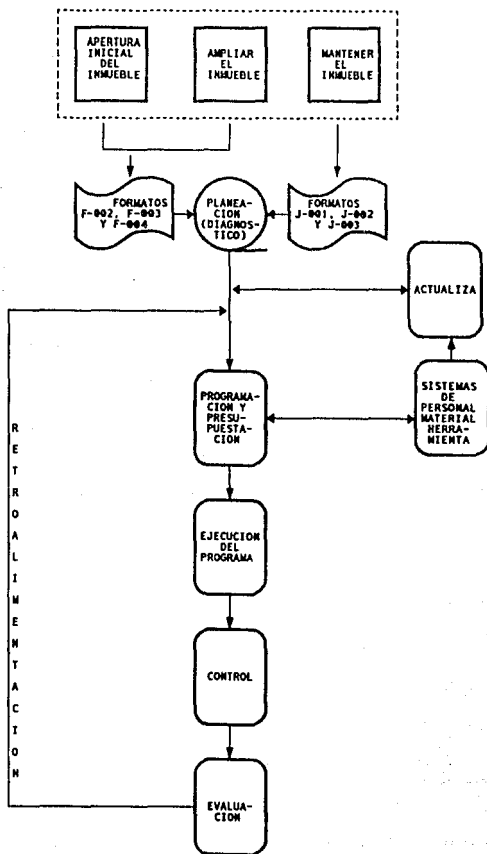 APERTURA
INICIAL
DEL
INMUEBLE
AMPLIAR
EL
INMUEBLE
MANTENER
EL
INMUEBLE
FORMATOS
F-002, F-003
Y F-004
PLANEA-
CION
(DIAGNOS-
TICO)
FORMATOS
J-001, J-002
Y J-003
ACTUALIZA
PROGRAMA-
CION Y
PRESU-
PUESTA-
CION
SISTEMAS
DE
PERSONAL
MATERIAL
HERRA-
MIENTA
EJECUCION
DEL
PROGRAMA
CONTROL
EVALUA-
CION
RETROALIMENTACION